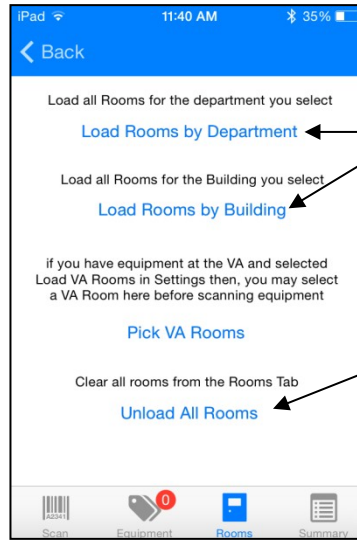 iPad 11:40 AM 35%
Back
Load all Rooms for the department you select
Load Rooms by Department
Load all Rooms for the Building you select
Load Rooms by Building
if you have equipment at the VA and selected
Load VA Rooms in Settings then, you may select
a VA Room here before scanning equipment
Pick VA Rooms
Clear all rooms from the Rooms Tab
Unload All Rooms
A2341
0
Scan Equipment Rooms Summary